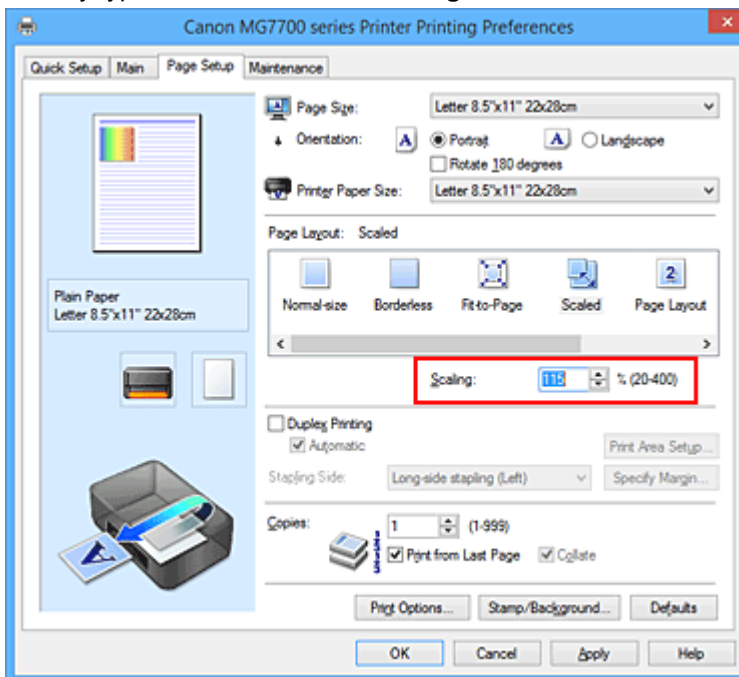 Canon MG7700 series Printer Printing Preferences
Quick Setup Main Page Setup Maintenance
Page Size: Letter 8.5"x11" 22x28cm
Orientation: A Portrait A Landscape
Rotate 180 degrees
Printer Paper Size: Letter 8.5"x11" 22x28cm
Page Layout: Scaled
Normal-size Borderless Fit-to-Page Scaled Page Layout
Plain Paper
Letter 8.5"x11" 22x28cm
Scaling: 115 % (20-400)
Duplex Printing
Automatic Print Area Setup...
Stapling Side: Long-side stapling (Left) Specify Margin...
Copies: 1 (1-999)
Print from Last Page Collate
Print Options... Stamp/Background... Defaults
OK Cancel Apply Help